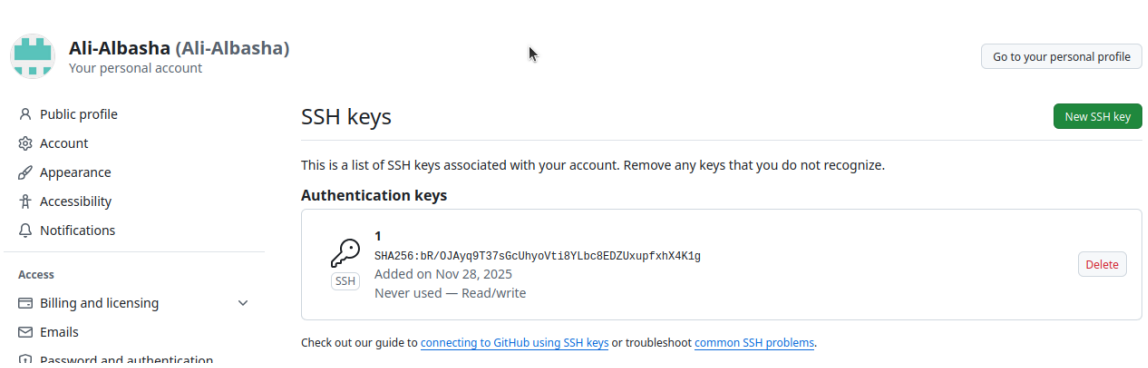 Ali-Albasha (Ali-Albasha)
Your personal account
Go to your personal profile
Public profile
Account
Appearance
Accessibility
Notifications
Access
Billing and licensing
Emails
Password and authentication
SSH keys
New SSH key
This is a list of SSH keys associated with your account. Remove any keys that you do not recognize.
Authentication keys
1
SHA256:bR/OJAyq9T37sGcUhyoVti8YLbc8EDZUxupfxhX4K1g
SSH
Added on Nov 28, 2025
Never used — Read/write
Delete
Check out our guide to connecting to GitHub using SSH keys or troubleshoot common SSH problems.